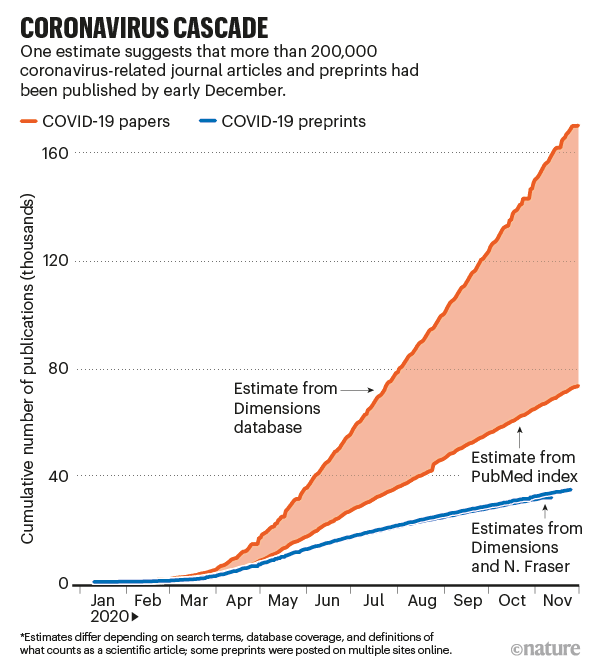 CORONAVIRUS CASCADE
One estimate suggests that more than 200,000
coronavirus-related journal articles and preprints had
been published by early December.
COVID-19 papers COVID-19 preprints
Cumulative number of publications (thousands)
160
120
80
40
0
Estimate from
Dimensions
database
Estimate from
PubMed index
Estimates from
Dimensions
and N. Fraser
Jan Feb Mar Apr May Jun Jul Aug Sep Oct Nov
2020
*Estimates differ depending on search terms, database coverage, and definitions of
what counts as a scientific article; some preprints were posted on multiple sites online.
©nature